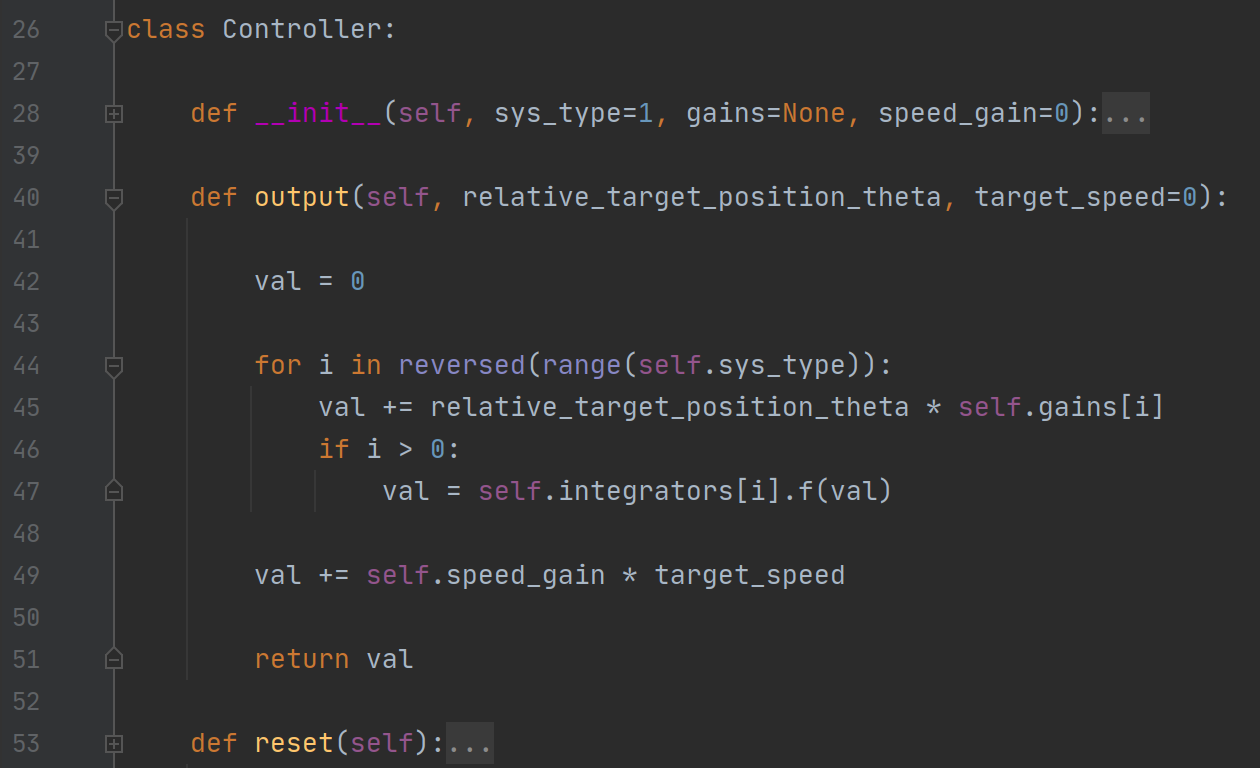 26 class Controller:
27
28     def __init__(self, sys_type=1, gains=None, speed_gain=0):...
39
40     def output(self, relative_target_position_theta, target_speed=0):
41
42         val = 0
43
44         for i in reversed(range(self.sys_type)):
45             val += relative_target_position_theta * self.gains[i]
46             if i > 0:
47                 val = self.integrators[i].f(val)
48
49         val += self.speed_gain * target_speed
50
51         return val
52
53     def reset(self):...